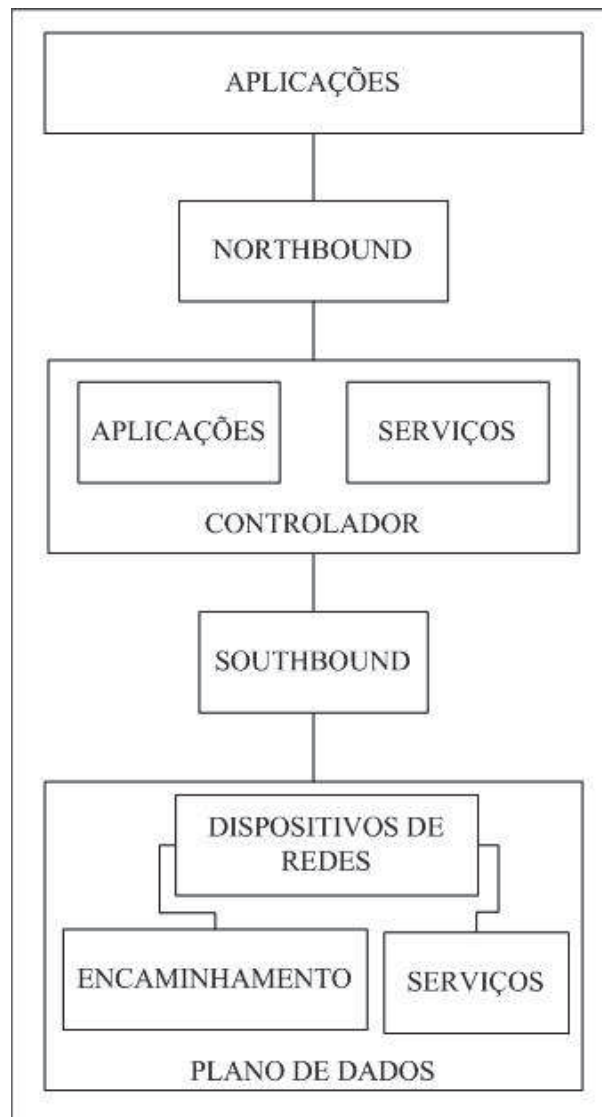 APLICAÇÕES
NORTHBOUND
APLICAÇÕES
SERVIÇOS
CONTROLADOR
SOUTHBOUND
DISPOSITIVOS DE
REDES
ENCAMINHAMENTO
SERVIÇOS
PLANO DE DADOS